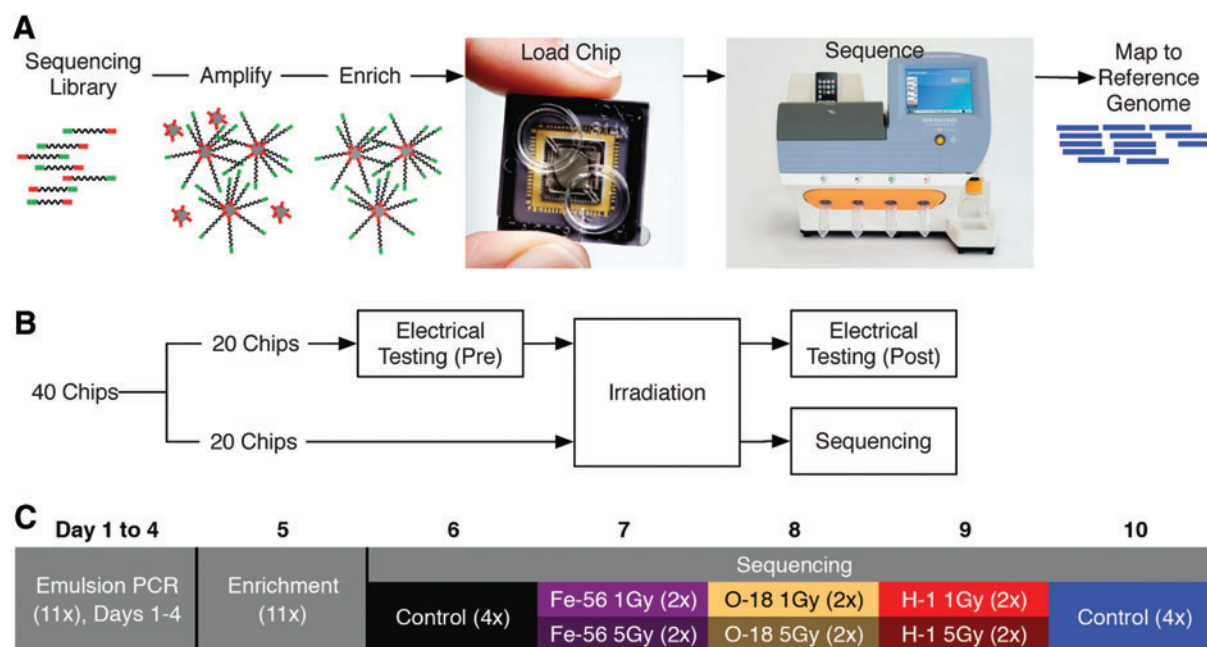 A
Sequencing
Library
Amplify
Enrich
Load Chip
Sequence
Map to
Reference
Genome
B
40 Chips
20 Chips
Electrical
Testing (Pre)
Irradiation
Electrical
Testing (Post)
20 Chips
Sequencing
C
Day 1 to 4 5 6 7 8 9 10
Emulsion PCR
(11x), Days 1-4
Enrichment
(11x)
Sequencing
Control (4x)
Fe-56 1Gy (2x)
Fe-56 5Gy (2x)
O-18 1Gy (2x)
O-18 5Gy (2x)
H-1 1Gy (2x)
H-1 5Gy (2x)
Control (4x)